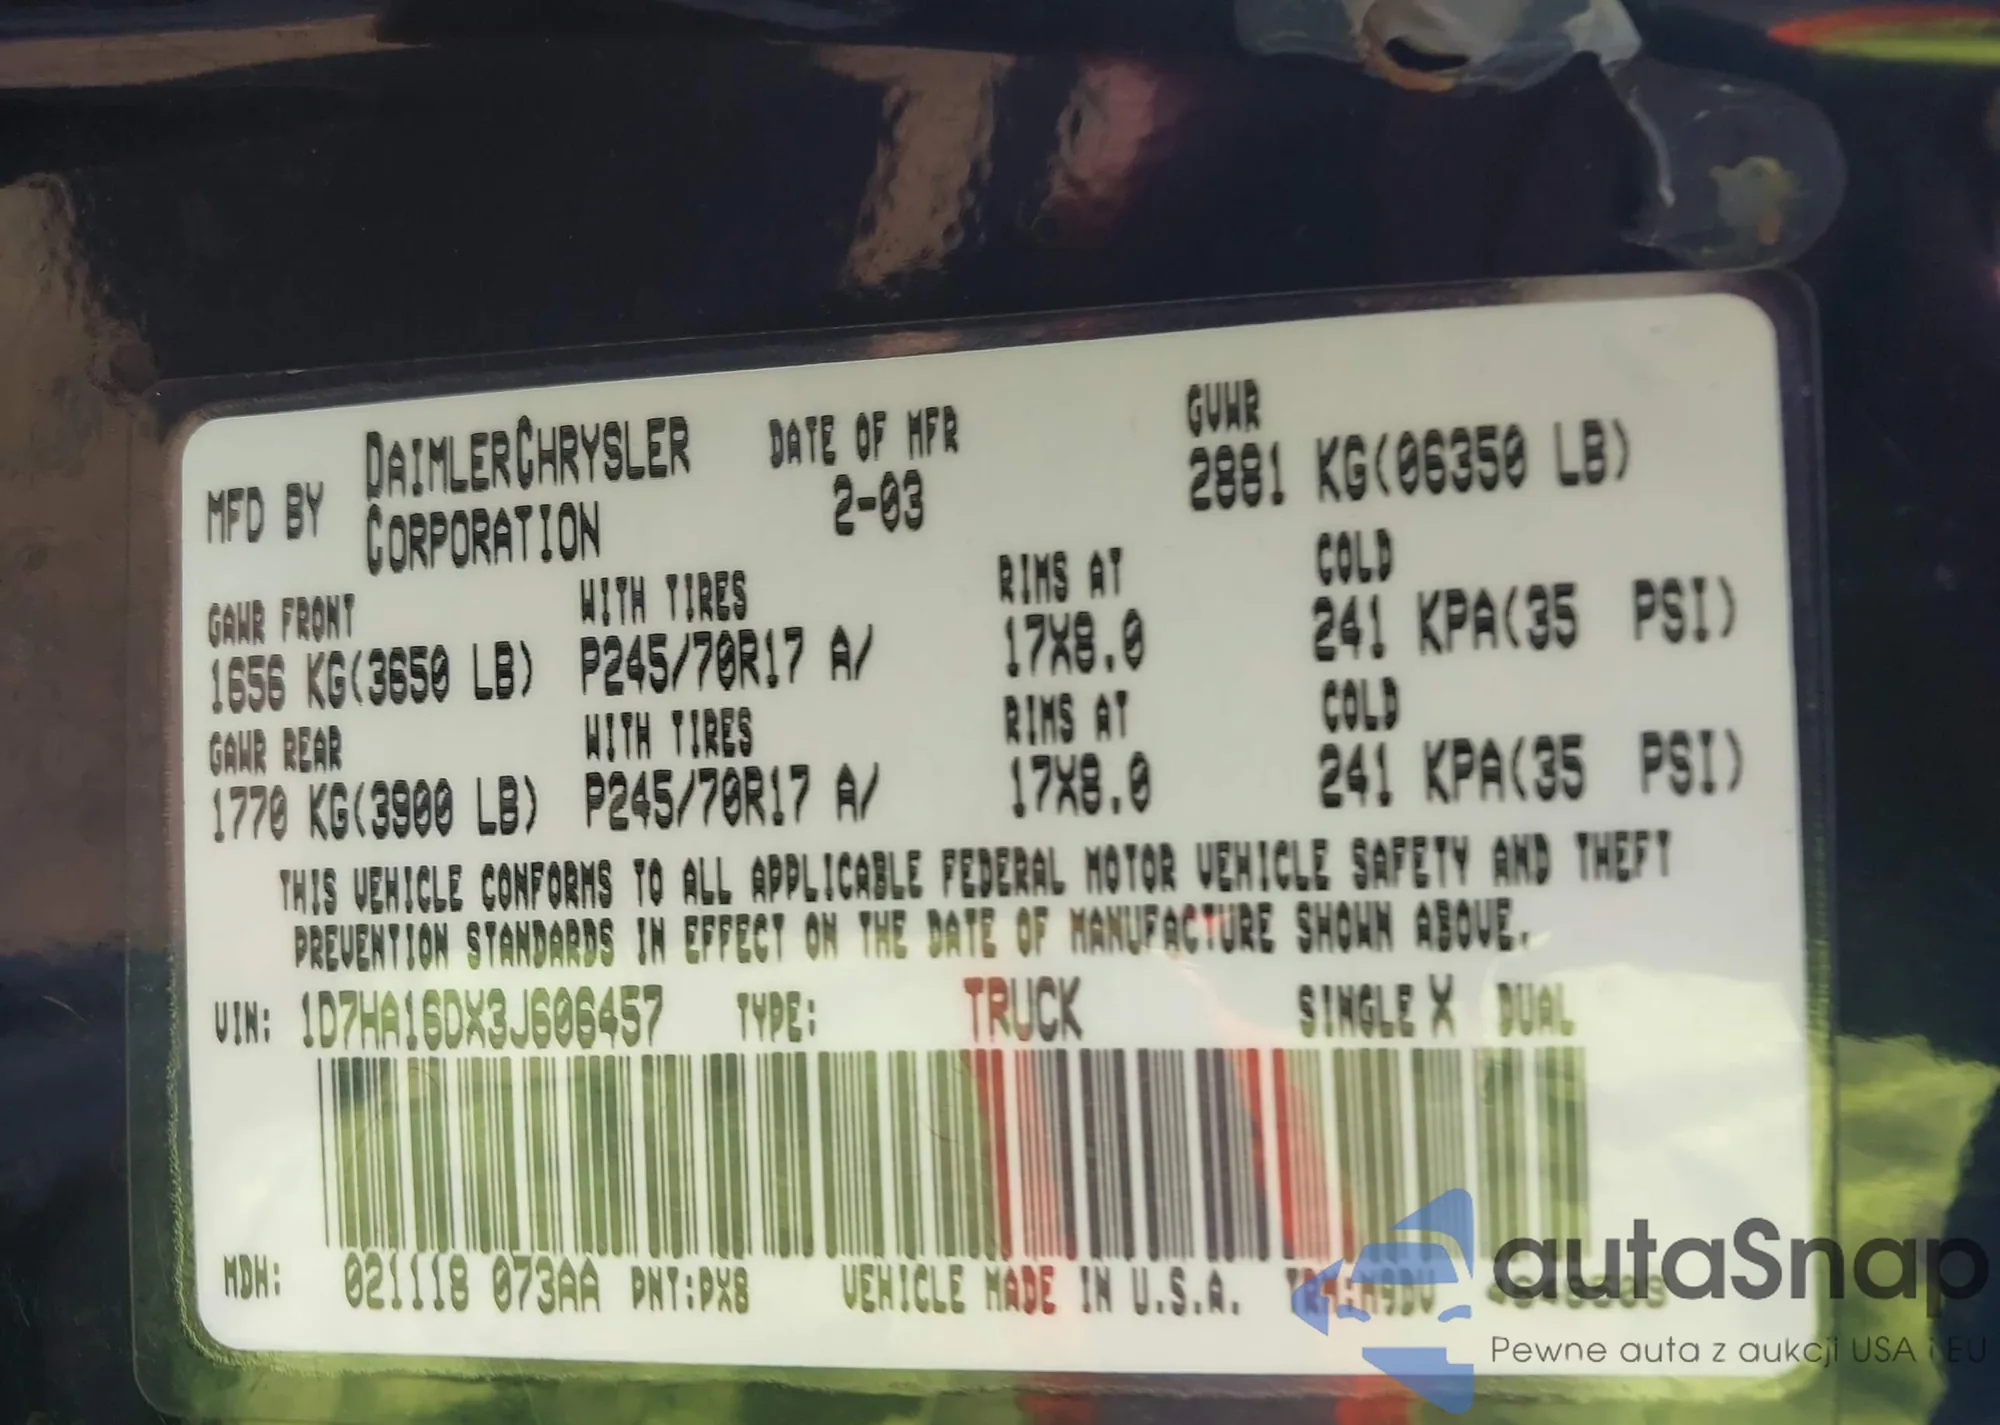 MFD BY DAIMLERCHRYSLER CORPORATION
DATE OF MFR
2-03
GVWR
2881 KG(06350 LB)
GAWR FRONT WITH TIRES RIMS AT COLD
1656 KG(3650 LB) P245/70R17 A/ 17X8.0 241 KPA(35 PSI)
GAWR REAR WITH TIRES RIMS AT COLD
1770 KG(3900 LB) P245/70R17 A/ 17X8.0 241 KPA(35 PSI)
THIS VEHICLE CONFORMS TO ALL APPLICABLE FEDERAL MOTOR VEHICLE SAFETY AND THEFT
PREVENTION STANDARDS IN EFFECT ON THE DATE OF MANUFACTURE SHOWN ABOVE.
VIN: 1D7HA16DX3J606457 TYPE: TRUCK SINGLE X DUAL
MDH: 021118 073AA PNT:PX8 VEHICLE MADE IN U.S.A.
autaSnap
Pewne auta z aukcji USA i EU